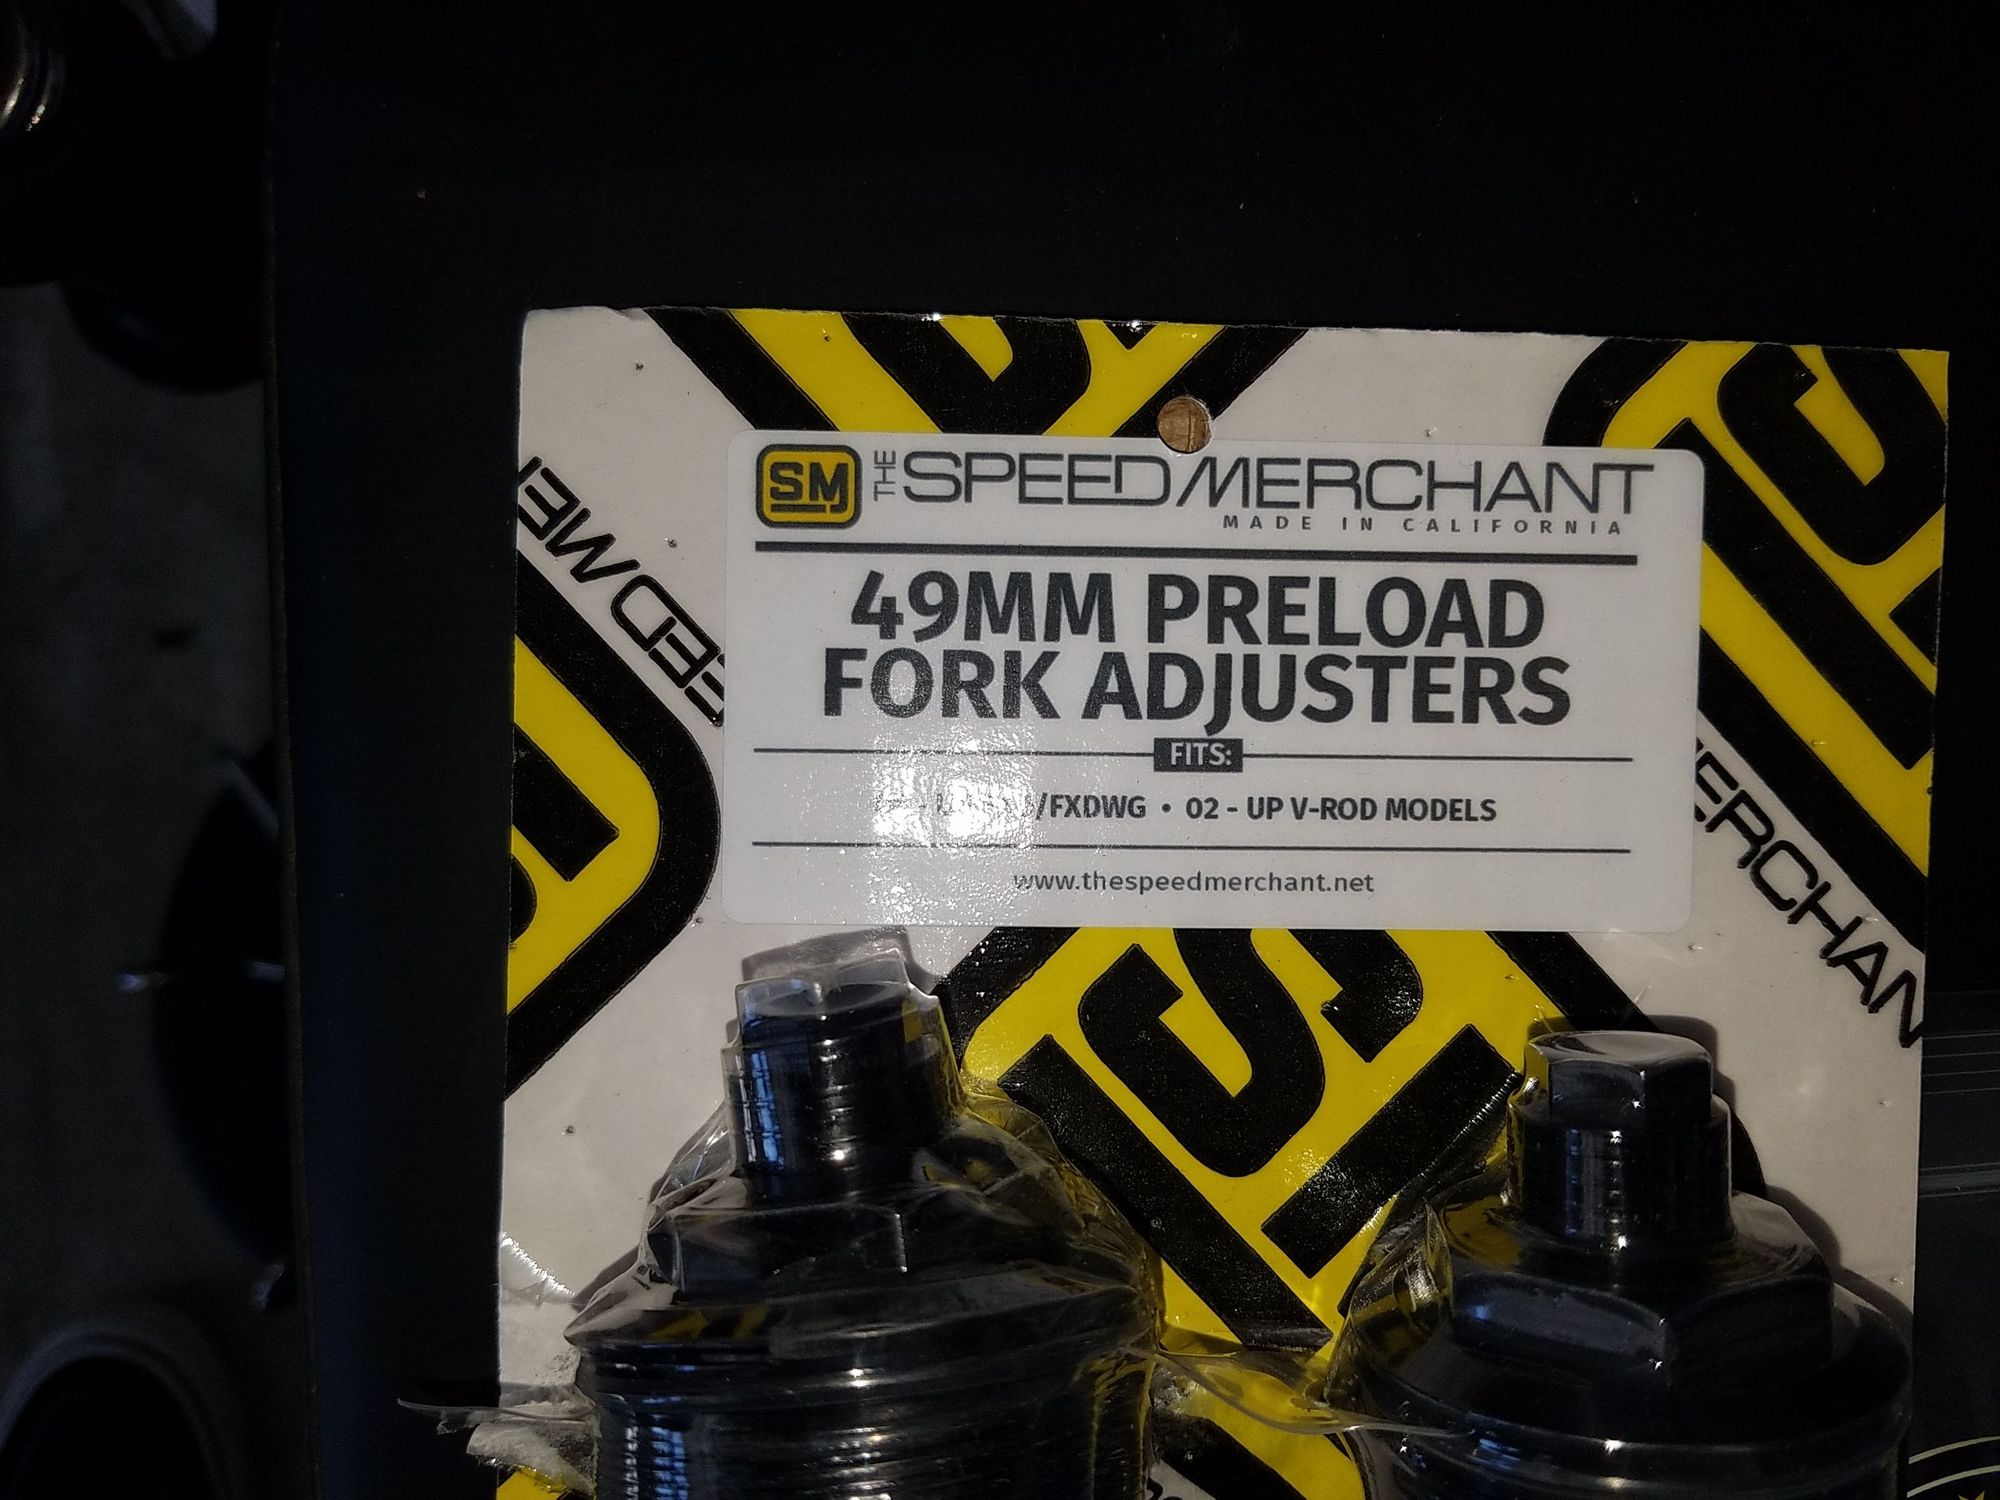 SM THE SPEED MERCHANT
MADE IN CALIFORNIA
49MM PRELOAD
FORK ADJUSTERS
FITS:
/FXDWG • 02 - UP V-ROD MODELS
www.thespeedmerchant.net